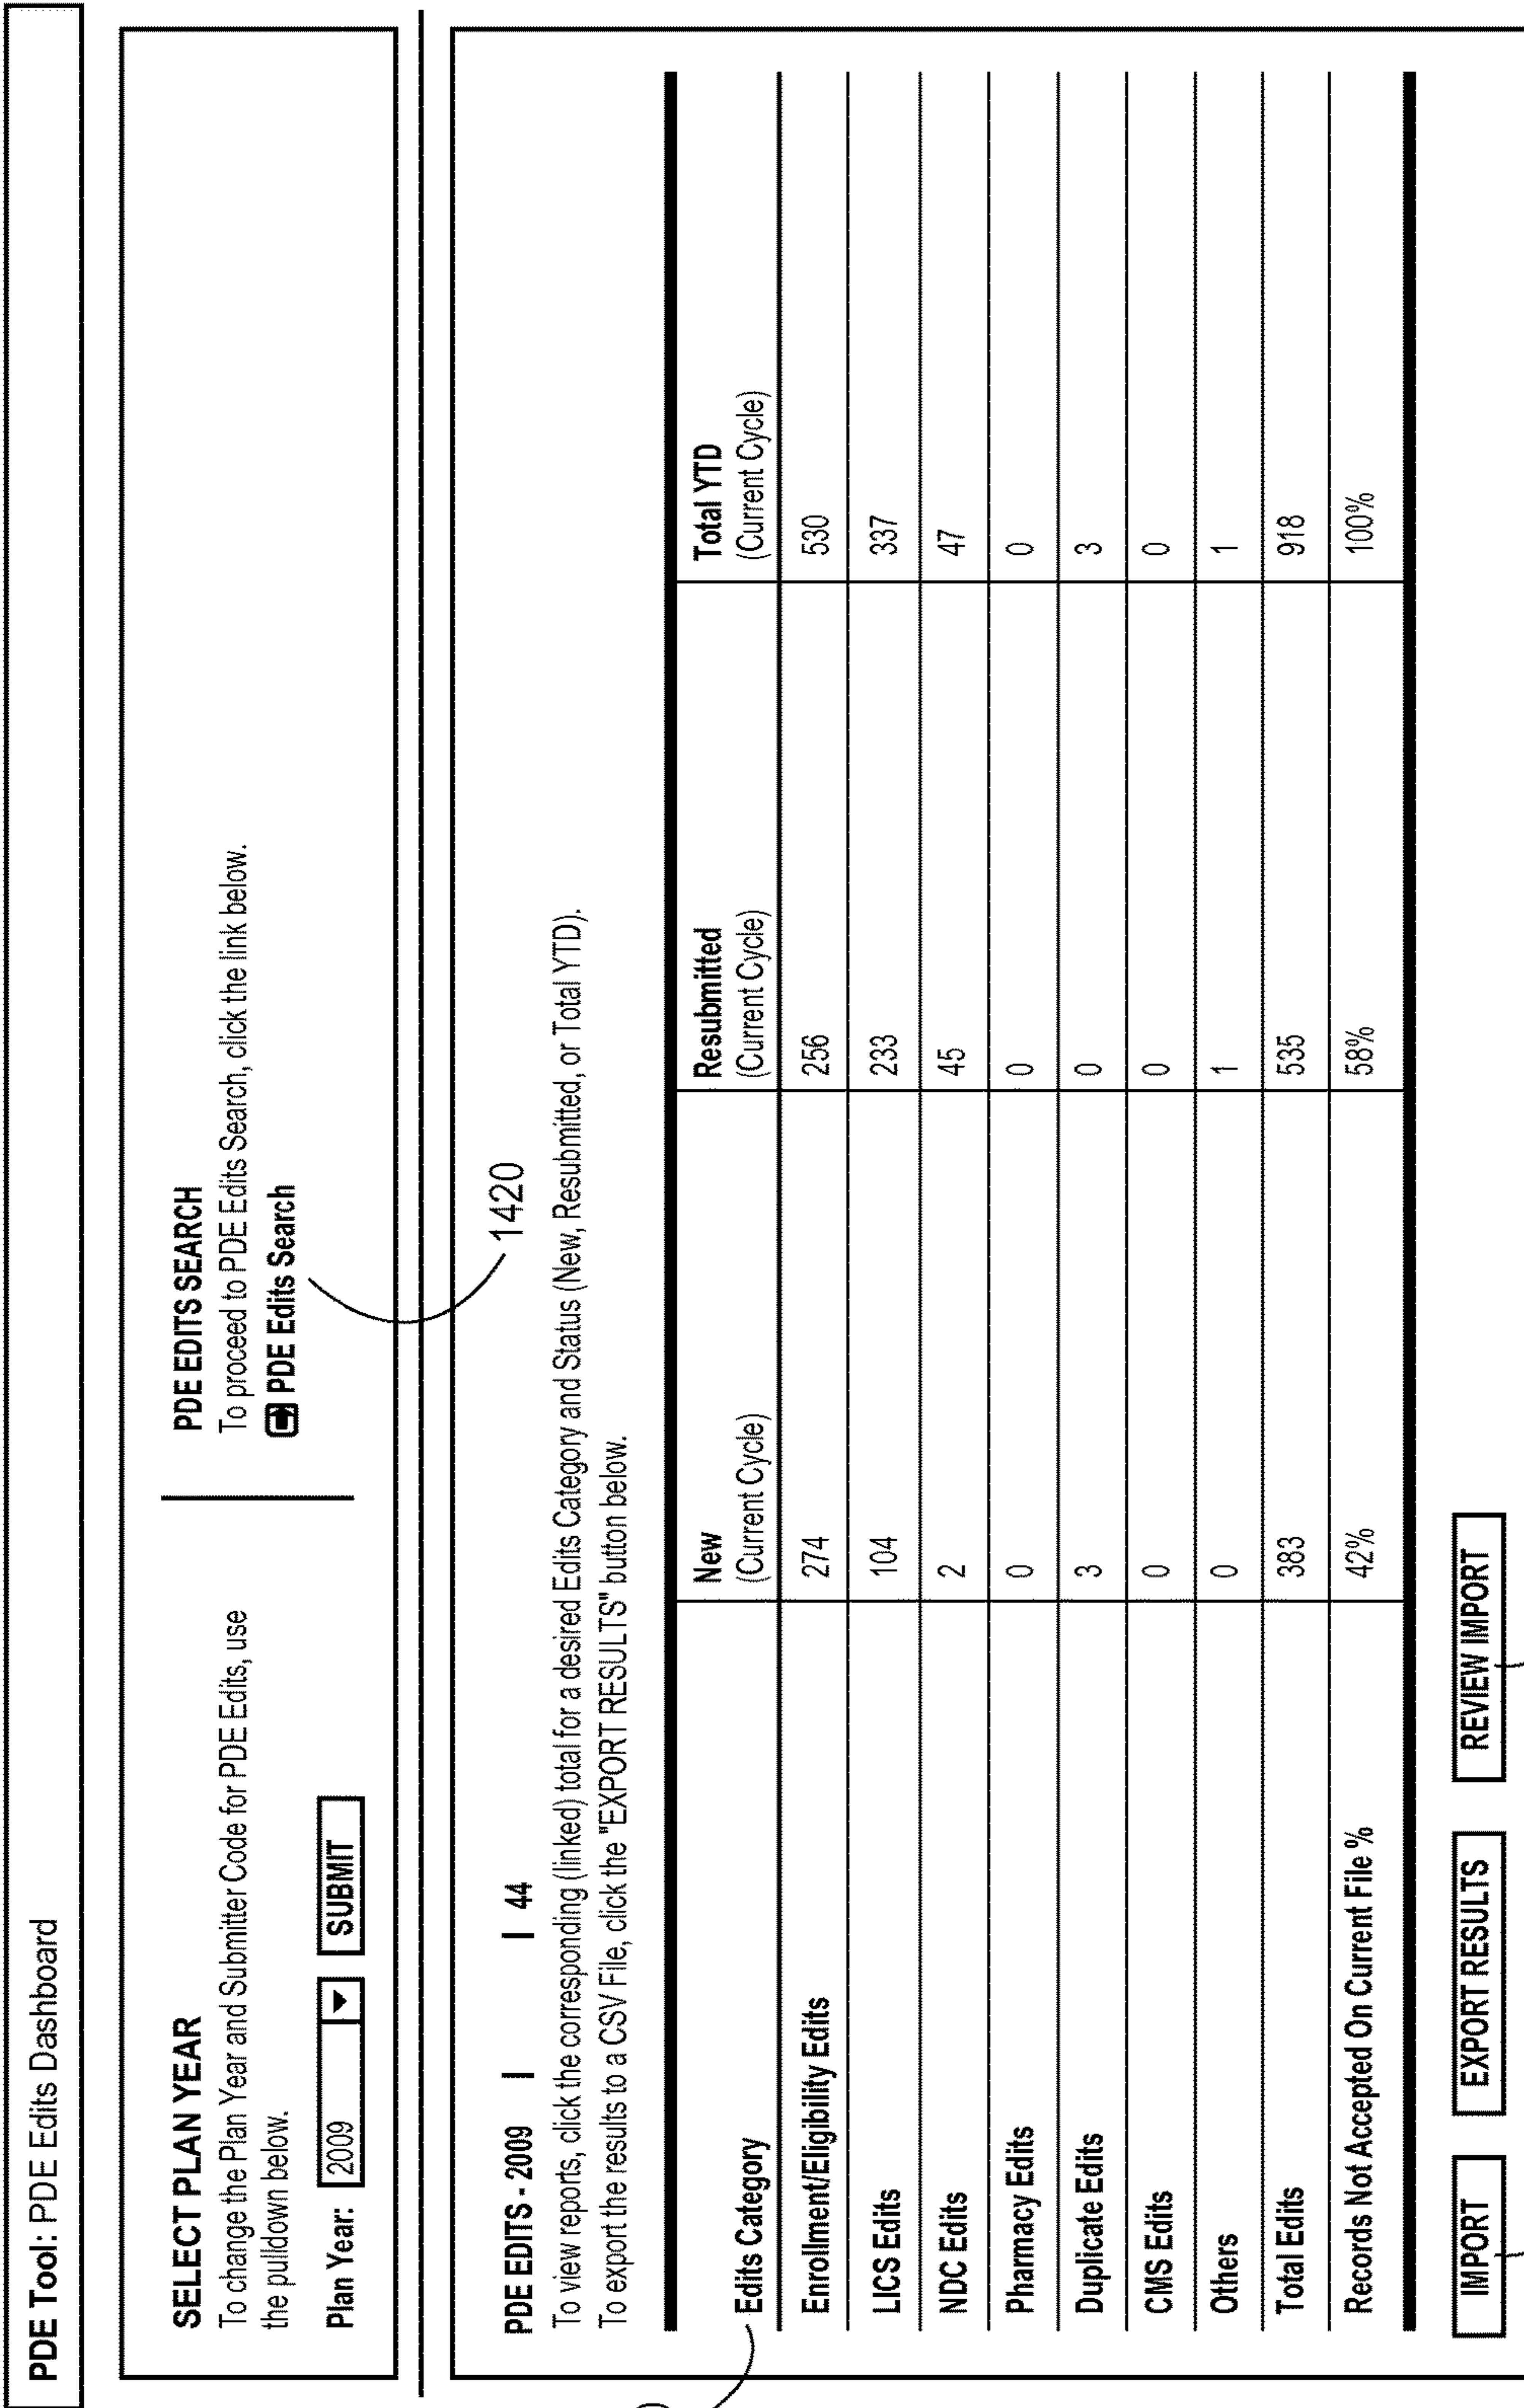 PDE Tool: PDE Edits Dashboard
SELECT PLAN YEAR
To change the Plan Year and Submitter Code for PDE Edits, use
the pulldown below.
Plan Year: 2009 SUBMIT
PDE EDITS SEARCH
To proceed to PDE Edits Search, click the link below.
PDE Edits Search
1420
PDE EDITS - 2009 | | 44
To view reports, click the corresponding (linked) total for a desired Edits Category and Status (New, Resubmitted, or Total YTD).
To export the results to a CSV File, click the "EXPORT RESULTS" button below.
New Resubmitted Total YTD
Edits Category (Current Cycle) (Current Cycle) (Current Cycle)
Enrollment/Eligibility Edits 274 256 530
LICS Edits 104 233 337
NDC Edits 2 45 47
Pharmacy Edits 0 0 0
Duplicate Edits 3 0 3
CMS Edits 0 0 0
Others 0 1 1
Total Edits 383 535 918
Records Not Accepted On Current File % 42% 58% 100%
IMPORT EXPORT RESULTS REVIEW IMPORT